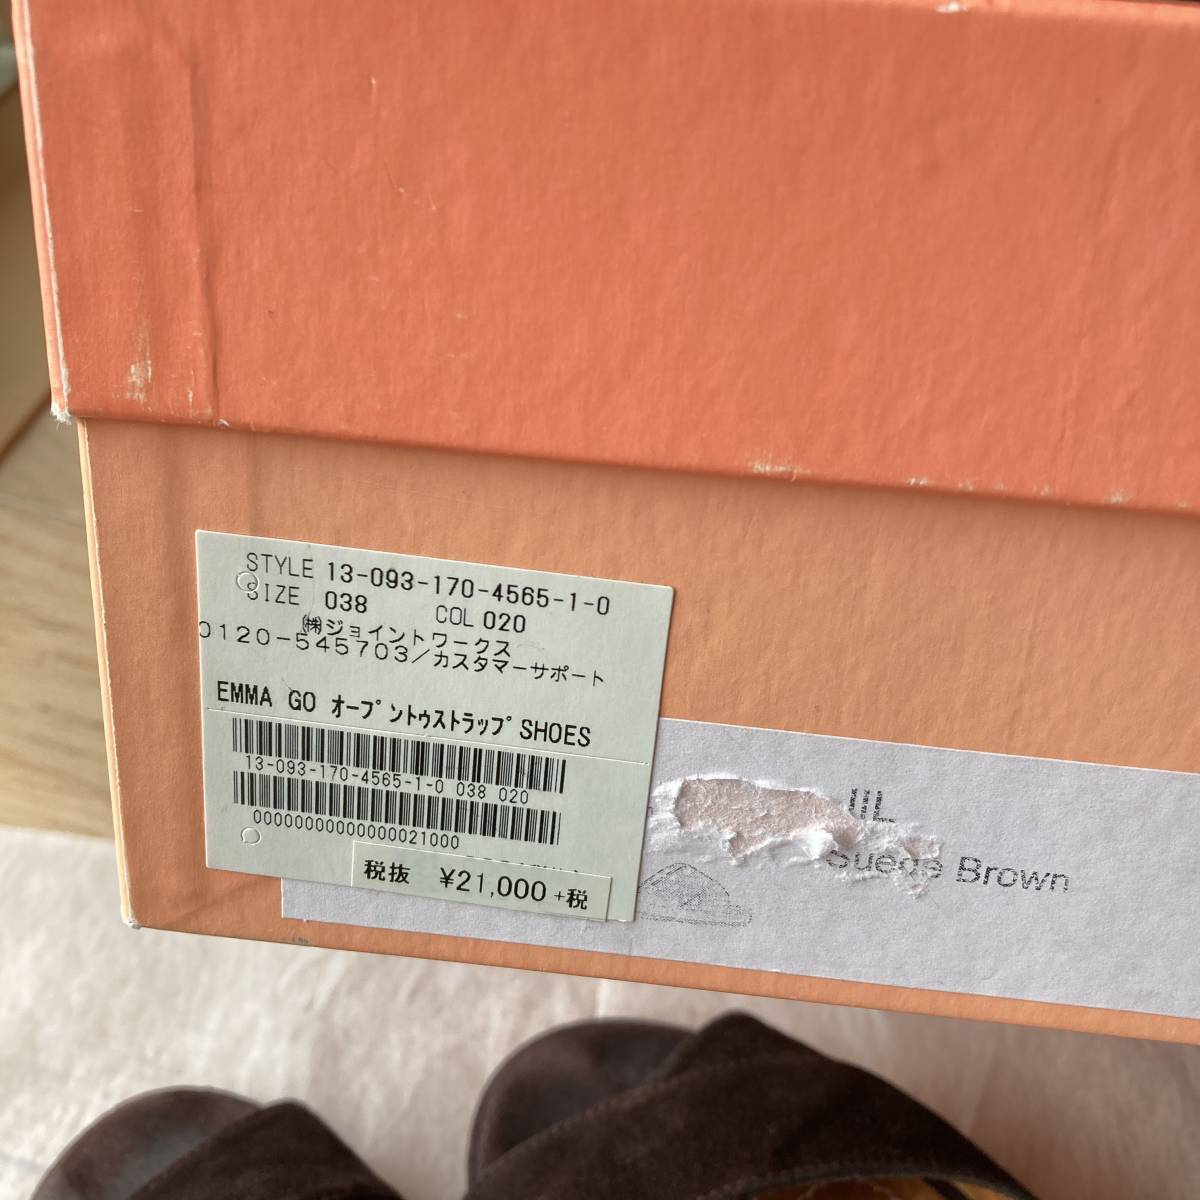 STYLE 13-093-170-4565-1-0
SIZE 038 COL 020
㈱ジョイントワークス
0120-545703/カスタマーサポート
EMMA GO オープントゥストラップSHOES
13-093-170-4565-1-0 038 020
00000000000000021000
税抜 ¥21,000+税
Suede Brown